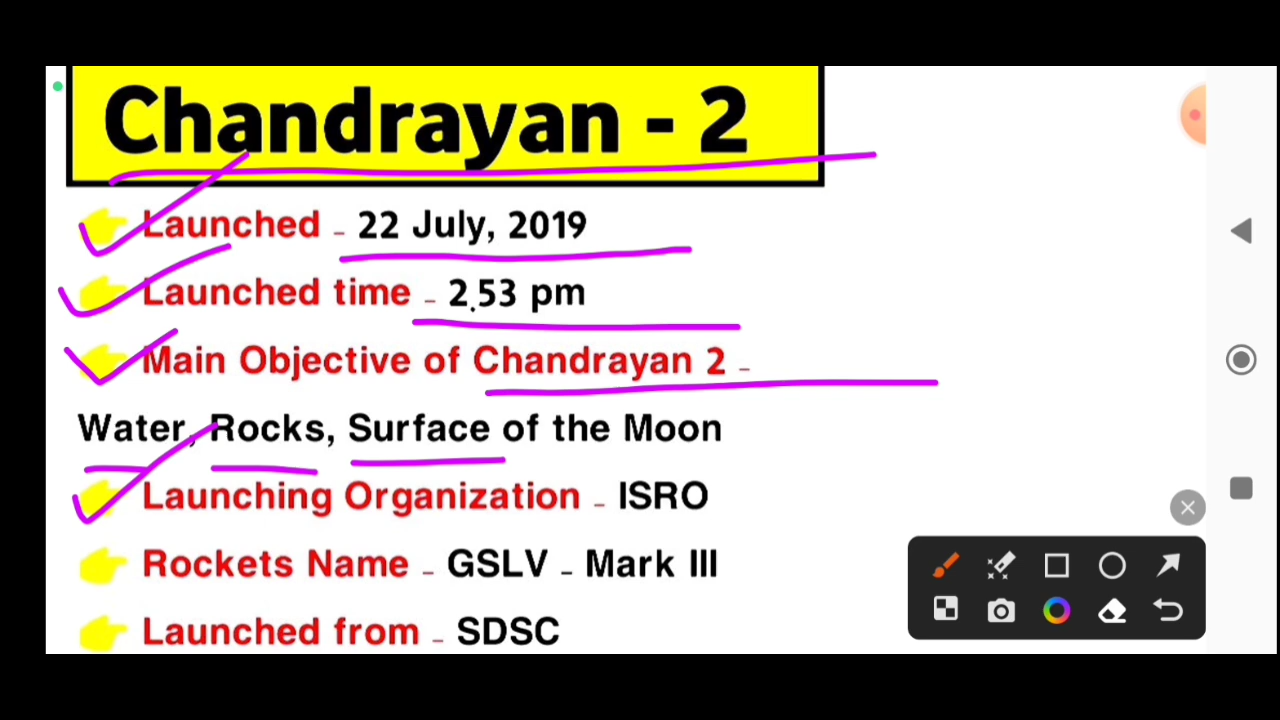 Chandrayan - 2
Launched - 22 July, 2019
Launched time - 2.53 pm
Main Objective of Chandrayan 2 -
Water, Rocks, Surface of the Moon
Launching Organization - ISRO
Rockets Name - GSLV - Mark III
Launched from - SDSC